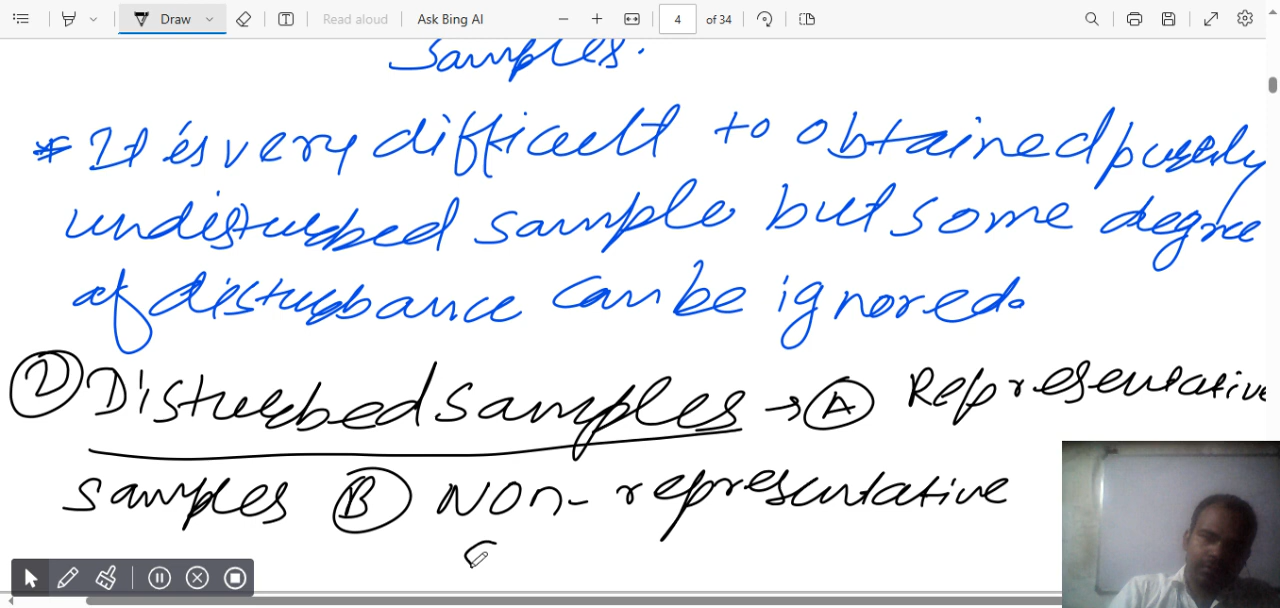 Draw
Read aloud
Ask Bing AI
4
of 34
Samples.
* It is very difficult to obtained purely
undisturbed sample but some degree
of disturbance can be ignored.
Disturbed samples → A Representative
samples B Non-representative